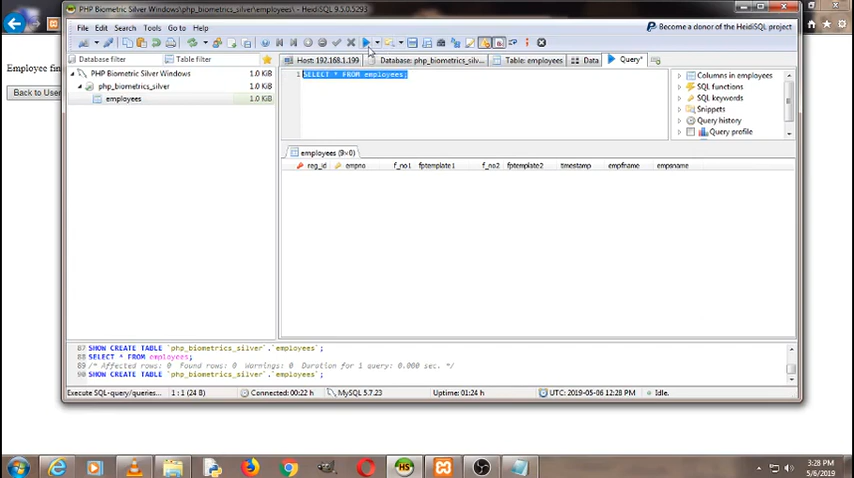 PHP Biometric Silver Windows\php_biometrics_silver\employees\ - HeidiSQL 9.5.0.5293
File Edit Search Tools Go to Help
Become a donor of the HeidiSQL project
Database filter Table filter
Host: 192.168.1.199 Database: php_biometrics_silv... Table: employees Data Query*
Employee fin
PHP Biometric Silver Windows 1.0 KiB
php_biometrics_silver 1.0 KiB
employees 1.0 KiB
Back to User
1 SELECT * FROM employees;
Columns in employees
SQL functions
SQL keywords
Snippets
Query history
Query profile
employees (9×0)
reg_id empno f_no1 fptemplate1 f_no2 fptemplate2 timestamp empfname empsname
87 SHOW CREATE TABLE `php_biometrics_silver`.`employees`;
88 SELECT * FROM employees;
89 /* Affected rows: 0 Found rows: 0 Warnings: 0 Duration for 1 query: 0.000 sec. */
90 SHOW CREATE TABLE `php_biometrics_silver`.`employees`;
Execute SQL-query/queries... 1 : 1 (24 B) Connected: 00:22 h MySQL 5.7.23 Uptime: 01:24 h UTC: 2019-05-06 12:28 PM Idle.
HS
3:28 PM
5/6/2019